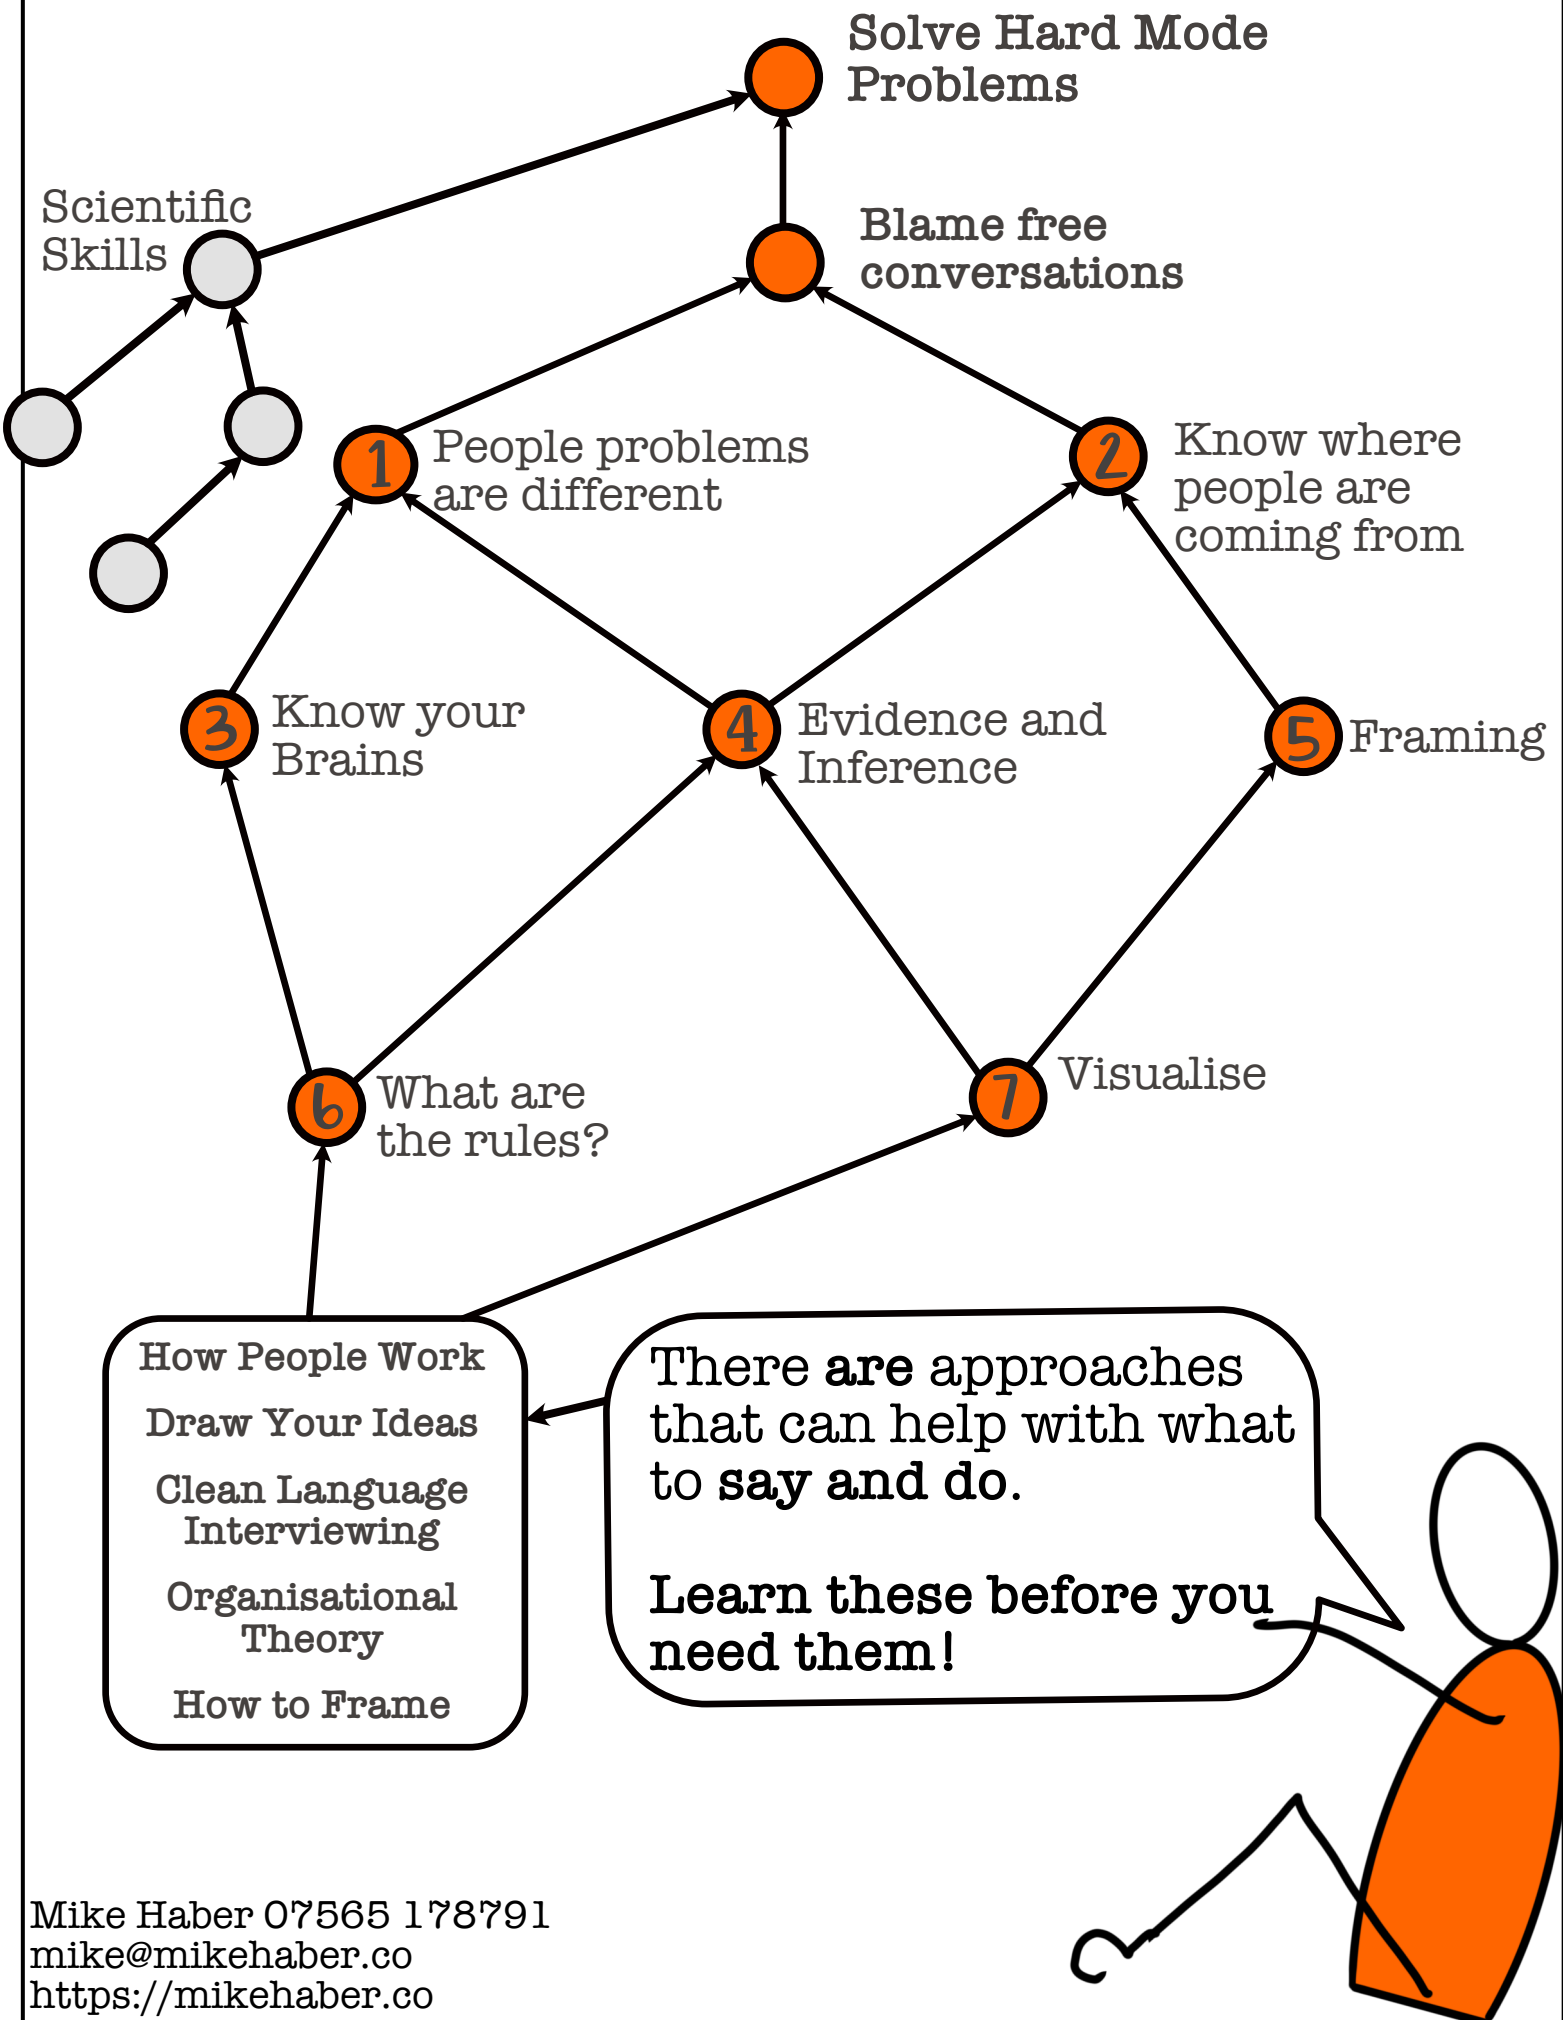 Solve Hard Mode
Problems
Scientific
Skills
Blame free
conversations
1
People problems
are different
2
Know where
people are
coming from
3
Know your
Brains
4
Evidence and
Inference
5
Framing
6
What are
the rules?
7
Visualise
How People Work
Draw Your Ideas
Clean Language
Interviewing
Organisational
Theory
How to Frame
There are approaches
that can help with what
to say and do.
Learn these before you
need them!
Mike Haber 07565 178791
mike@mikehaber.co
https://mikehaber.co